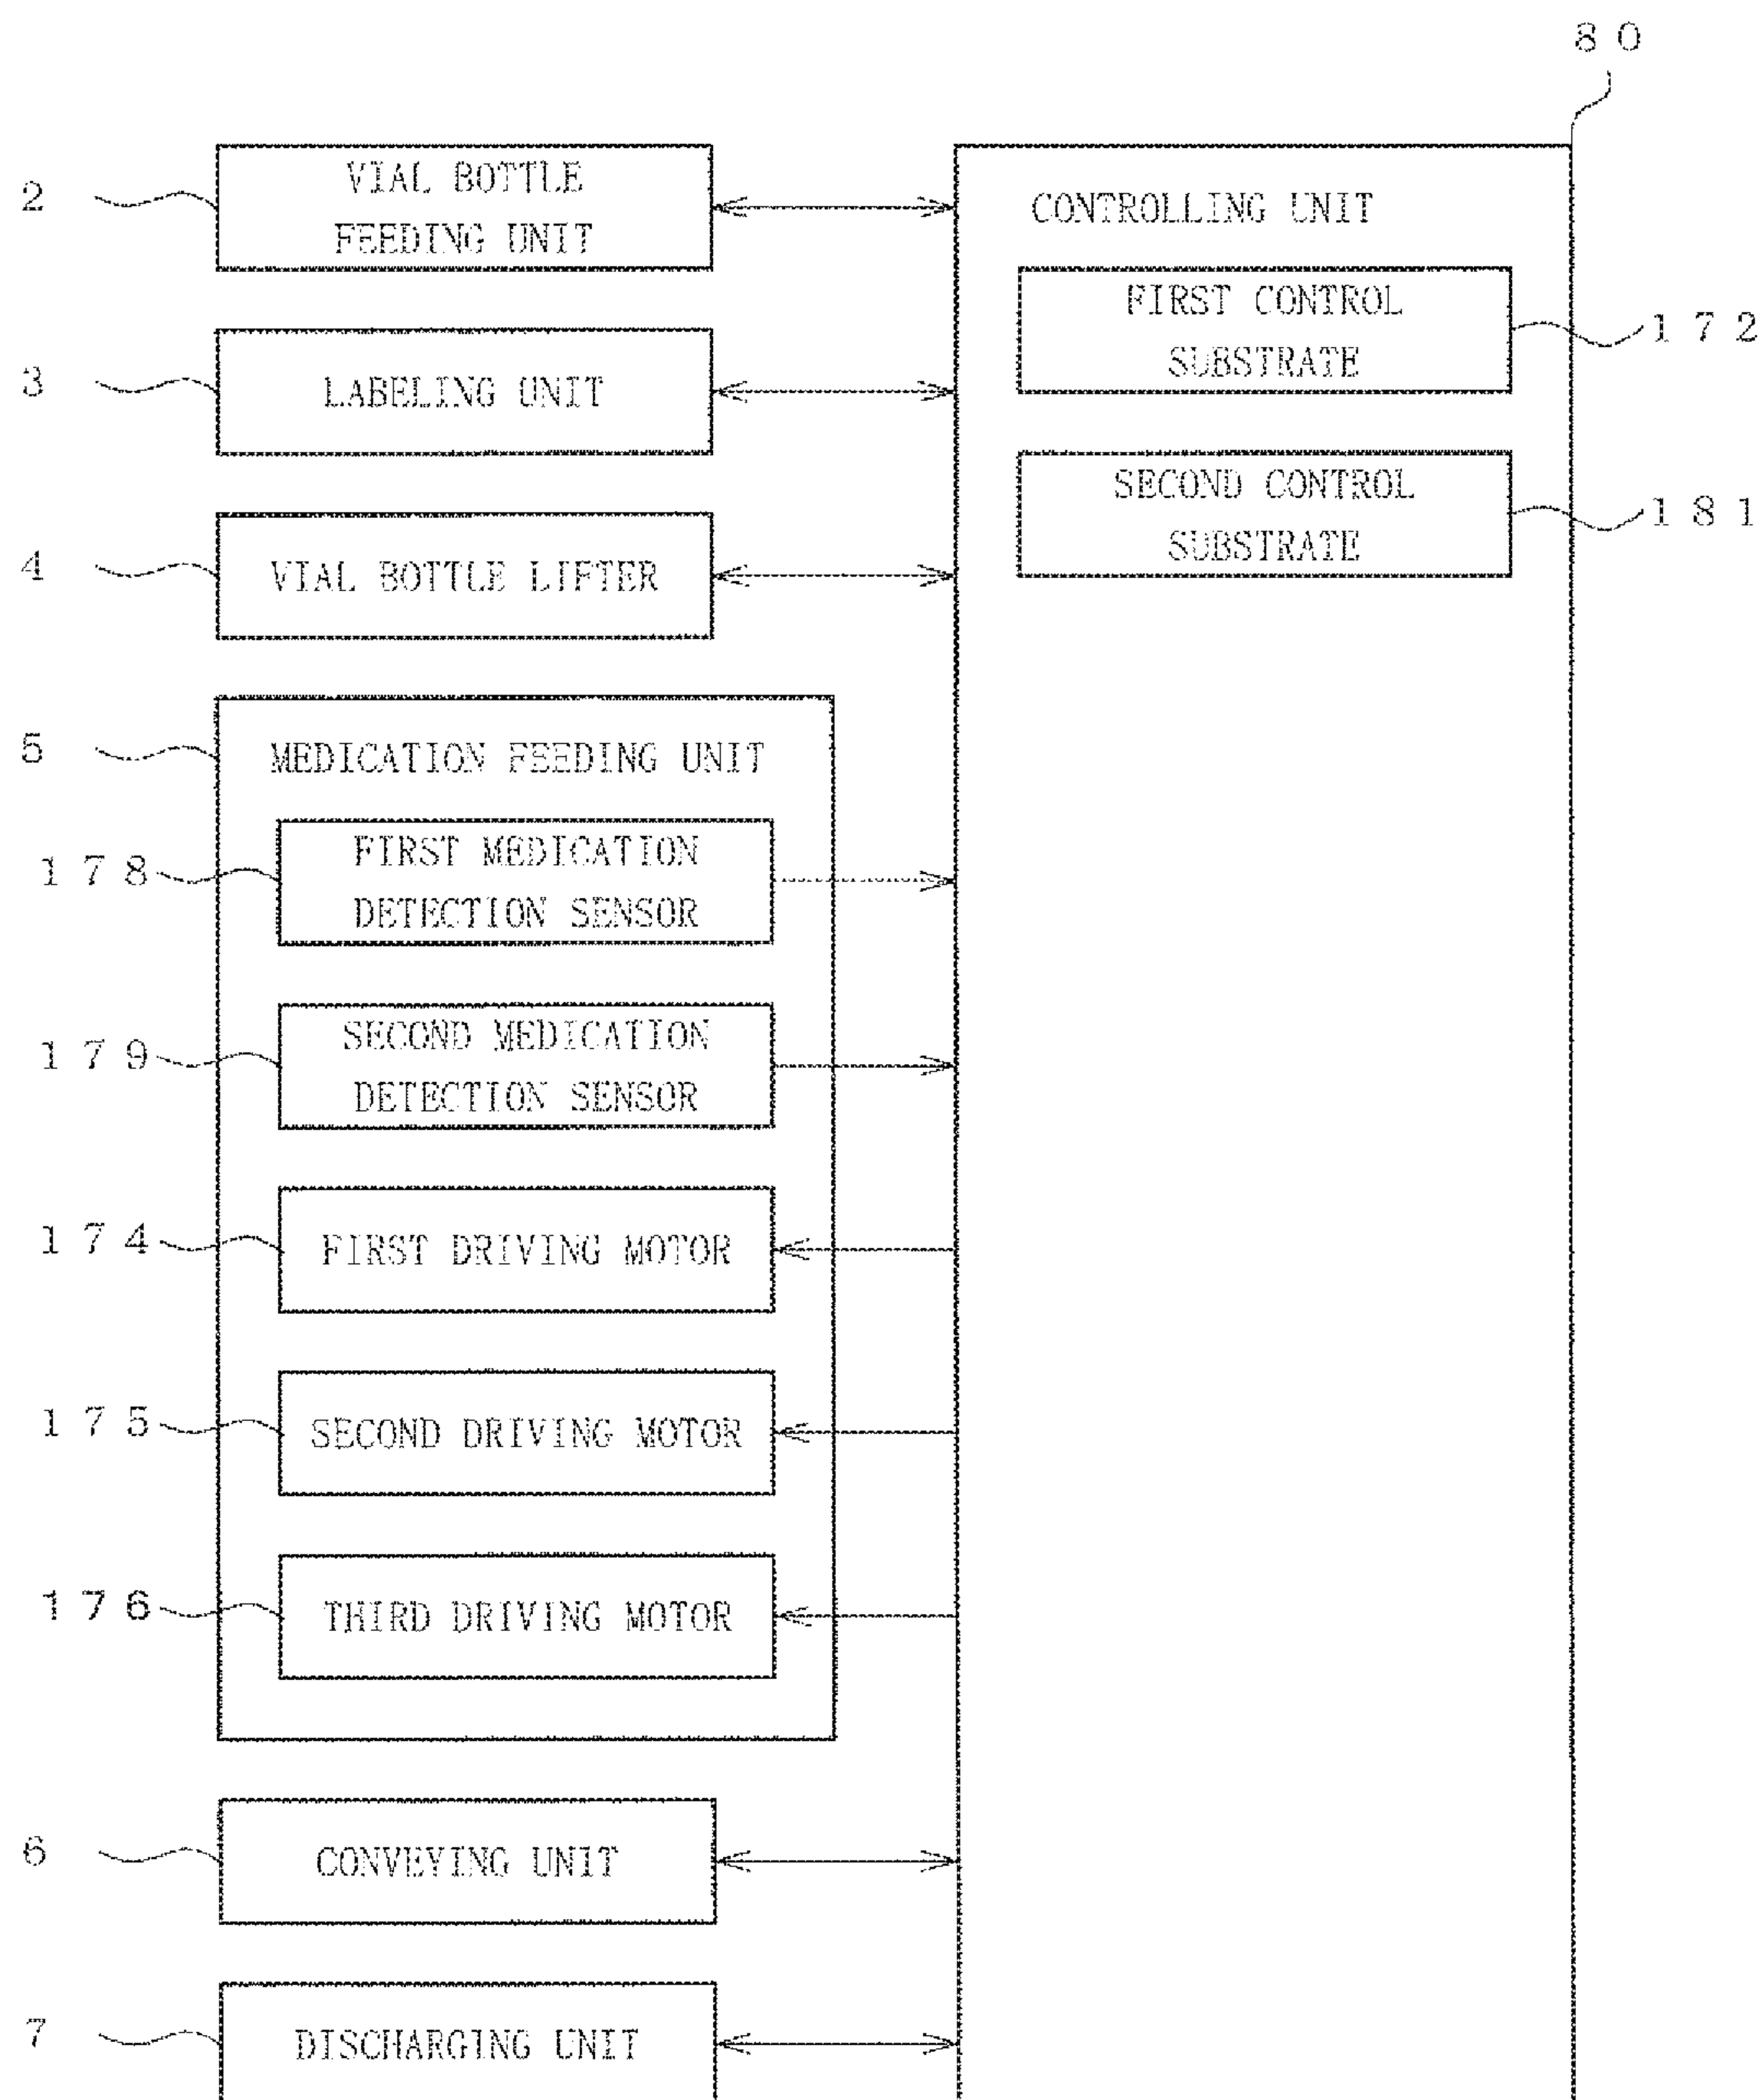 80
2
VIAL BOTTLE
FEEDING UNIT
CONTROLLING UNIT
FIRST CONTROL
SUBSTRATE
172
3
LABELING UNIT
SECOND CONTROL
SUBSTRATE
181
4
VIAL BOTTLE LIFTER
5
MEDICATION FEEDING UNIT
178
FIRST MEDICATION
DETECTION SENSOR
179
SECOND MEDICATION
DETECTION SENSOR
174
FIRST DRIVING MOTOR
175
SECOND DRIVING MOTOR
176
THIRD DRIVING MOTOR
6
CONVEYING UNIT
7
DISCHARGING UNIT